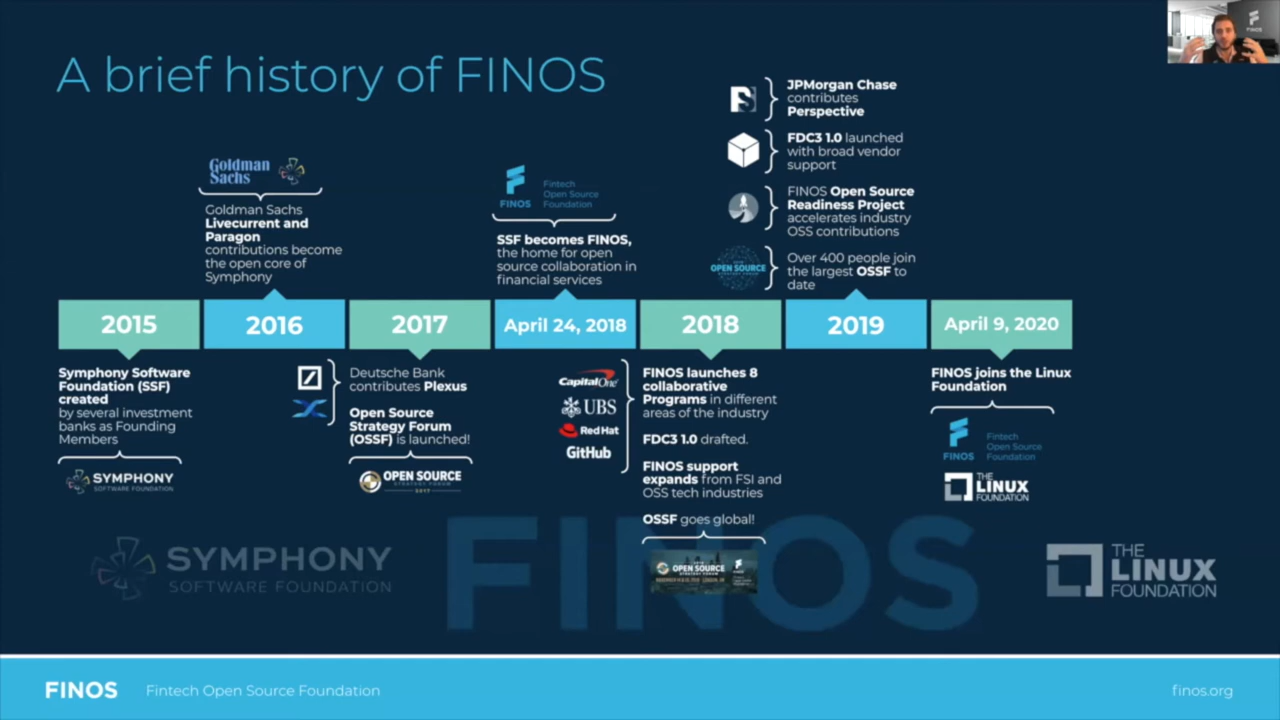 A brief history of FINOS
FINOS
JPMorgan Chase
contributes
Perspective
FDC3 1.0 launched
with broad vendor
support
FINOS Open Source
Readiness Project
accelerates industry
OSS contributions
OPEN SOURCE
Over 400 people join
the largest OSSF to
date
Goldman
Sachs
Goldman Sachs
Livecurrent and
Paragon
contributions become
the open core of
Symphony
FINOS
Fintech
Open Source
Foundation
SSF becomes FINOS,
the home for open
source collaboration in
financial services
2015
2016
2017
April 24, 2018
2018
2019
April 9, 2020
Symphony Software
Foundation (SSF)
created
by several investment
banks as Founding
Members
SYMPHONY
SOFTWARE FOUNDATION
Deutsche Bank
contributes Plexus
Open Source
Strategy Forum
(OSSF) is launched!
OPEN SOURCE
STRATEGY FORUM
2017
Capital One
UBS
Red Hat
GitHub
FINOS launches 8
collaborative
Programs in different
areas of the industry
FDC3 1.0 drafted.
FINOS support
expands from FSI and
OSS tech industries
OSSF goes global!
OPEN SOURCE
STRATEGY FORUM
FINOS joins the Linux
Foundation
FINOS
Fintech
Open Source
Foundation
THE
LINUX
FOUNDATION
SYMPHONY
SOFTWARE FOUNDATION
FINOS
THE
LINUX
FOUNDATION
FINOS
Fintech Open Source Foundation
finos.org